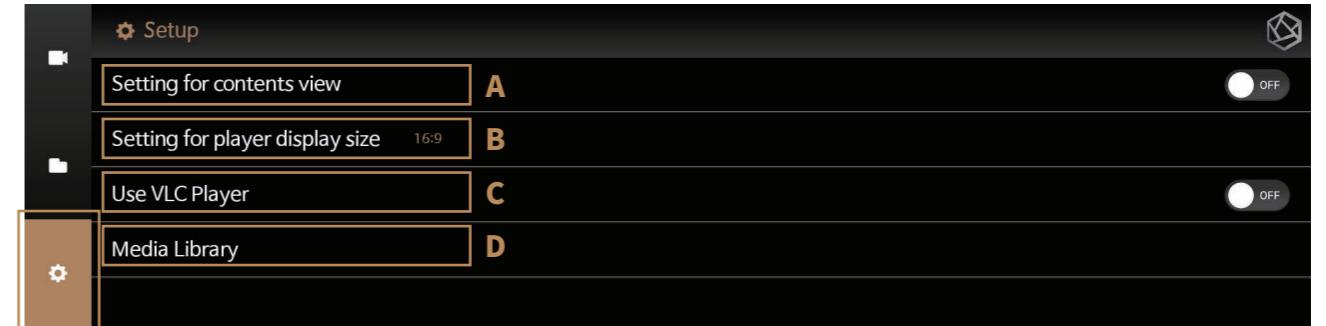 Setup
Setting for contents view A OFF
Setting for player display size 16:9 B
Use VLC Player C OFF
Media Library D